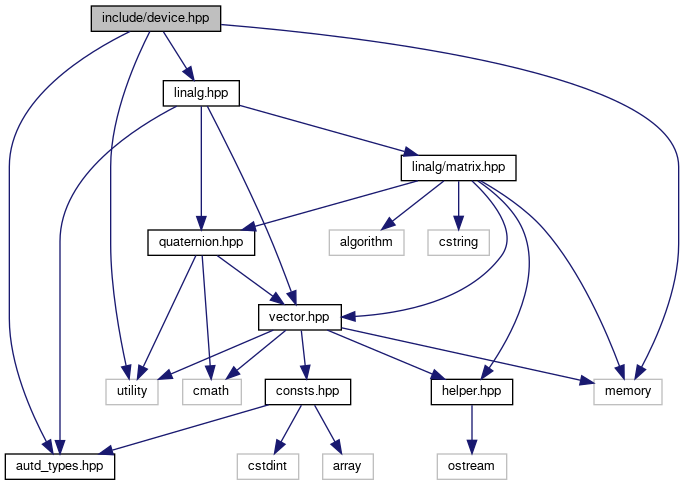 include/device.hpp
linalg.hpp
linalg/matrix.hpp
quaternion.hpp
algorithm
cstring
vector.hpp
utility
cmath
consts.hpp
helper.hpp
memory
autd_types.hpp
cstdint
array
ostream